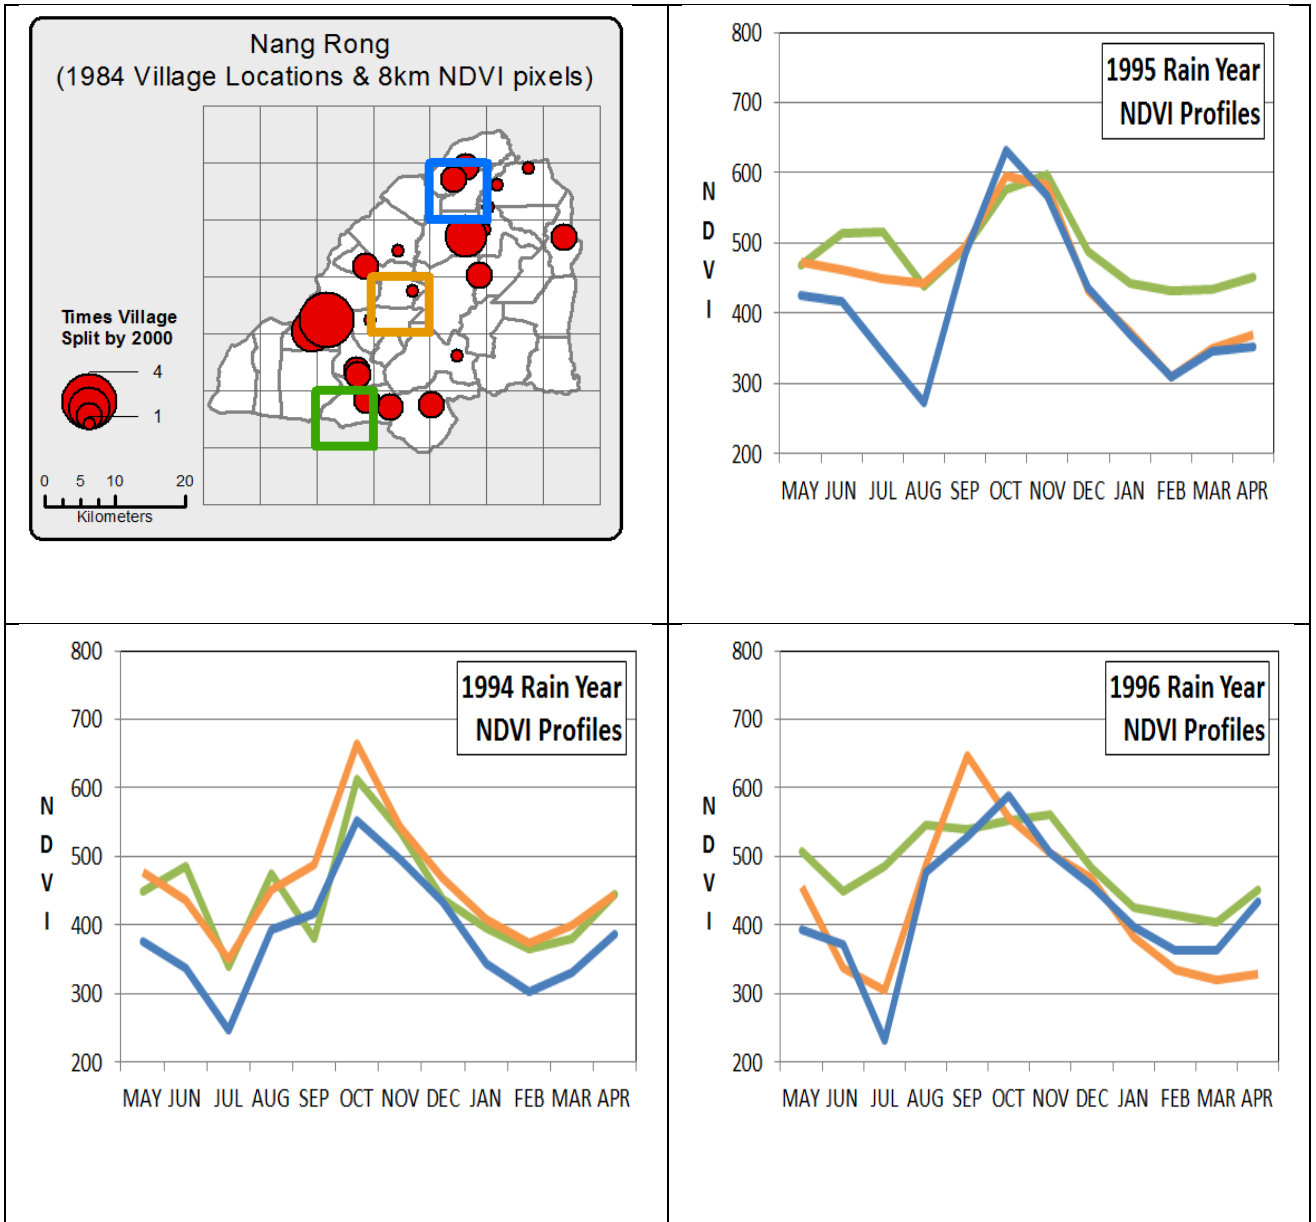 Nang Rong
(1984 Village Locations & 8km NDVI pixels)
Times Village
Split by 2000
4
1
0 5 10 20
Kilometers
1995 Rain Year
NDVI Profiles
800
700
600
500
400
300
200
N
D
V
I
MAY JUN JUL AUG SEP OCT NOV DEC JAN FEB MAR APR
1994 Rain Year
NDVI Profiles
800
700
600
500
400
300
200
N
D
V
I
MAY JUN JUL AUG SEP OCT NOV DEC JAN FEB MAR APR
1996 Rain Year
NDVI Profiles
800
700
600
500
400
300
200
N
D
V
I
MAY JUN JUL AUG SEP OCT NOV DEC JAN FEB MAR APR